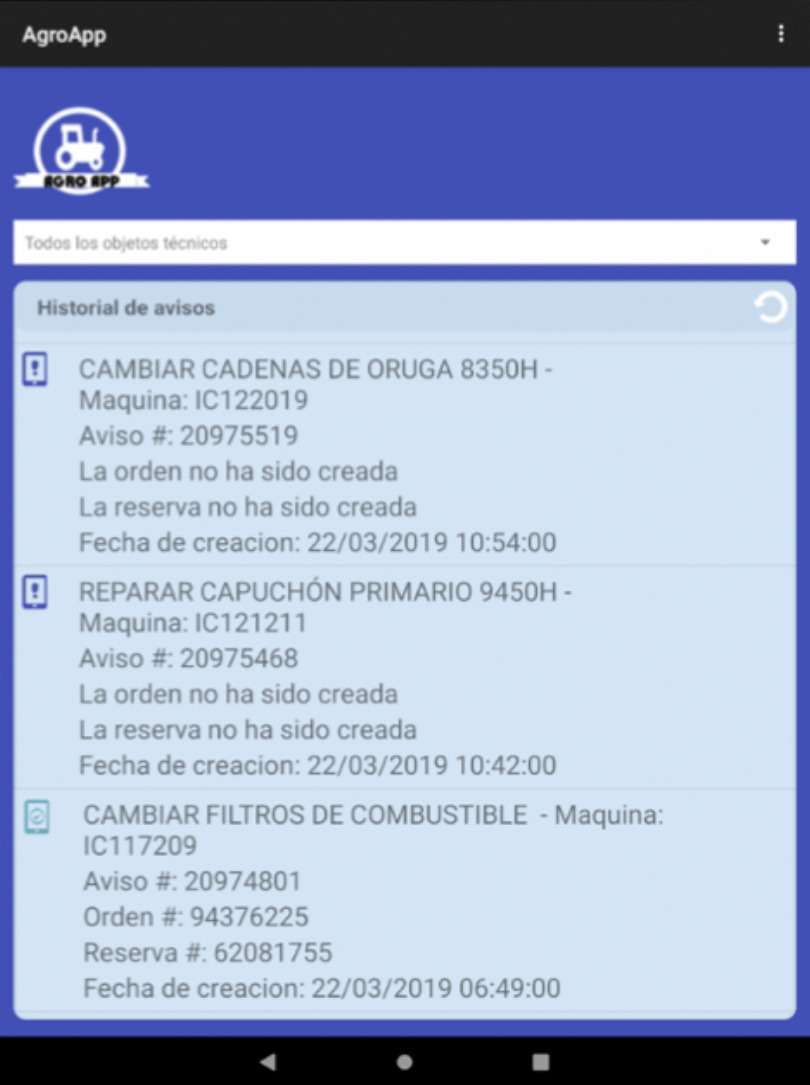 AgroApp
AGRO APP
Todos los objetos técnicos
Historial de avisos
CAMBIAR CADENAS DE ORUGA 8350H -
Maquina: IC122019
Aviso #: 20975519
La orden no ha sido creada
La reserva no ha sido creada
Fecha de creacion: 22/03/2019 10:54:00
REPARAR CAPUCHÓN PRIMARIO 9450H -
Maquina: IC121211
Aviso #: 20975468
La orden no ha sido creada
La reserva no ha sido creada
Fecha de creacion: 22/03/2019 10:42:00
CAMBIAR FILTROS DE COMBUSTIBLE  - Maquina:
IC117209
Aviso #: 20974801
Orden #: 94376225
Reserva #: 62081755
Fecha de creacion: 22/03/2019 06:49:00